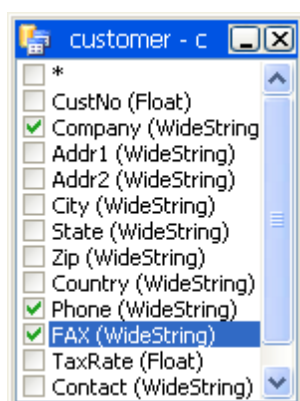 customer - c
*
CustNo (Float)
Company (WideString
Addr1 (WideString)
Addr2 (WideString)
City (WideString)
State (WideString)
Zip (WideString)
Country (WideString)
Phone (WideString)
FAX (WideString)
TaxRate (Float)
Contact (WideString)